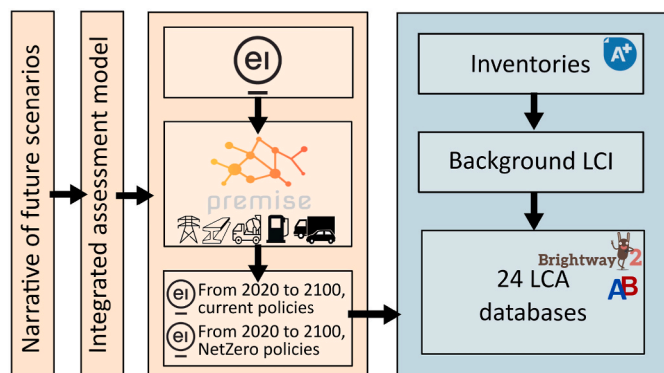 Narrative of future scenarios
Integrated assessment model
ei
premise
ei From 2020 to 2100,
current policies
ei From 2020 to 2100,
NetZero policies
Inventories A+
Background LCI
Brightway2
24 LCA AB
databases